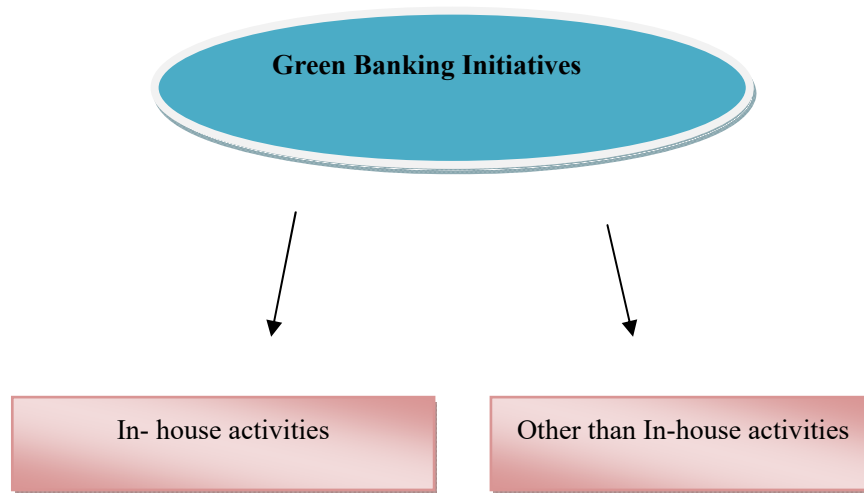 Green Banking Initiatives
In- house activities
Other than In-house activities